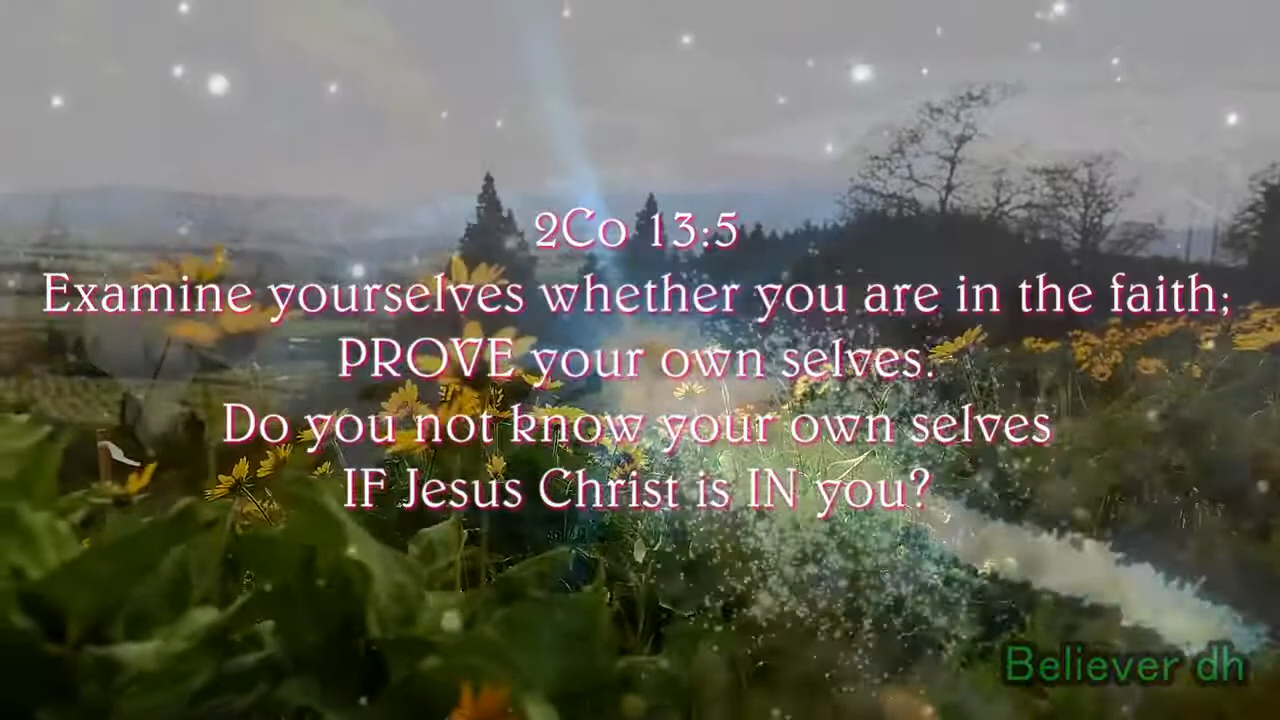 2Co 13:5
Examine yourselves whether you are in the faith;
PROVE your own selves.
Do you not know your own selves
IF Jesus Christ is IN you?
Believer dh